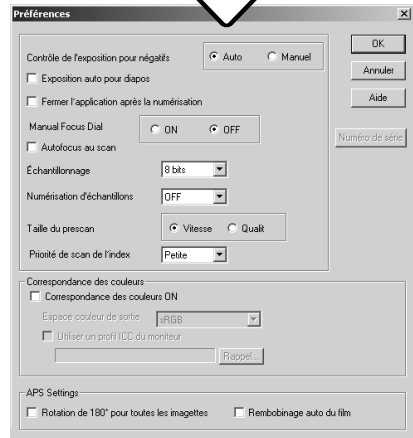 Préférences
Contrôle de l'exposition pour négatifs Auto Manuel
OK
Exposition auto pour diapos
Annuler
Fermer l'application après la numérisation
Aide
Manual Focus Dial ON OFF
Numéro de série
Autofocus au scan
Échantillonnage 8 bits
Numérisation d'échantillons OFF
Taille du prescan Vitesse Qualit
Priorité de scan de l'index Petite
Correspondance des couleurs
Correspondance des couleurs ON
Espace couleur de sortie sRGB
Utiliser un profil ICC du moniteur
Rappel...
APS Settings
Rotation de 180° pour toutes les imagettes Rembobinage auto du film